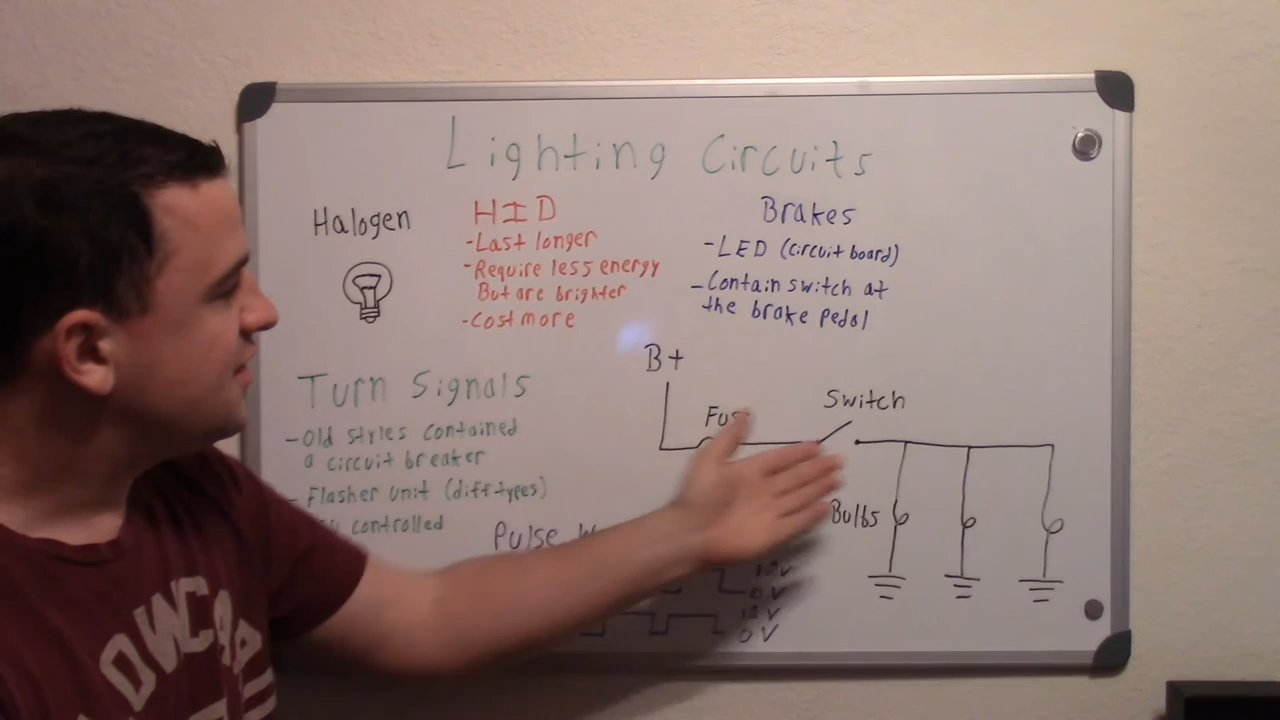 Lighting Circuits
Halogen
HID
-Last longer
-Require less energy
But are brighter
-Cost more
Brakes
-LED (circuit board)
-Contain switch at
the brake pedal
Turn Signals
-Old styles contained
a circuit breaker
-Flasher unit (diff types)
controlled
B+
Switch
Bulbs
Pulse
12V
0V
12V
0V